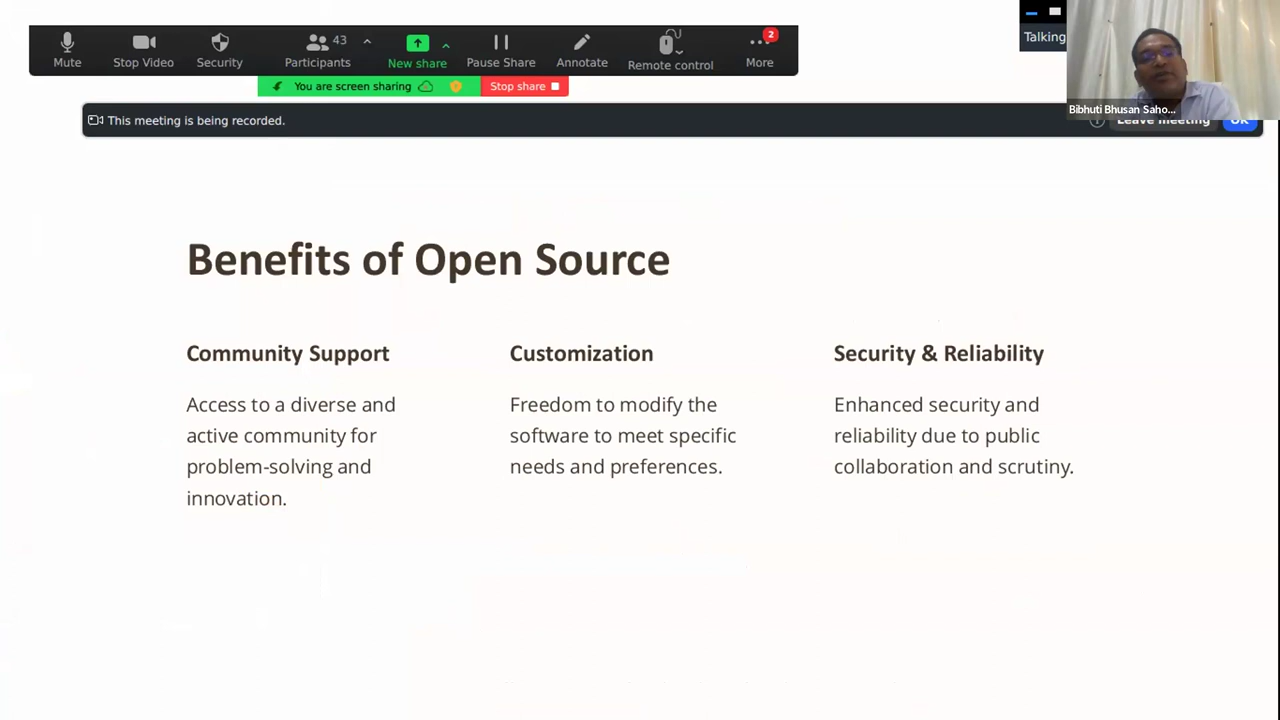 Mute
Stop Video
Security
Participants
43
New share
Pause Share
Annotate
Remote control
2
More
Talking
You are screen sharing
Stop share
Bibhuti Bhusan Saho...
This meeting is being recorded.
Leave meeting
OK
Benefits of Open Source
Community Support
Access to a diverse and
active community for
problem-solving and
innovation.
Customization
Freedom to modify the
software to meet specific
needs and preferences.
Security & Reliability
Enhanced security and
reliability due to public
collaboration and scrutiny.